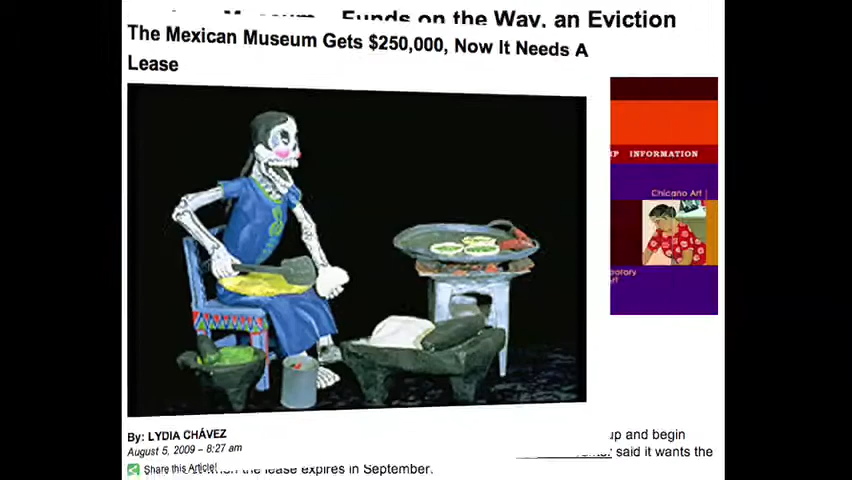 Funds on the Way, an Eviction
The Mexican Museum Gets $250,000, Now It Needs A
Lease
INFORMATION
Chicano Art
By: LYDIA CHÁVEZ
August 5, 2009 – 8:27 am
Share this Article!
the lease expires in September.
up and begin
said it wants the